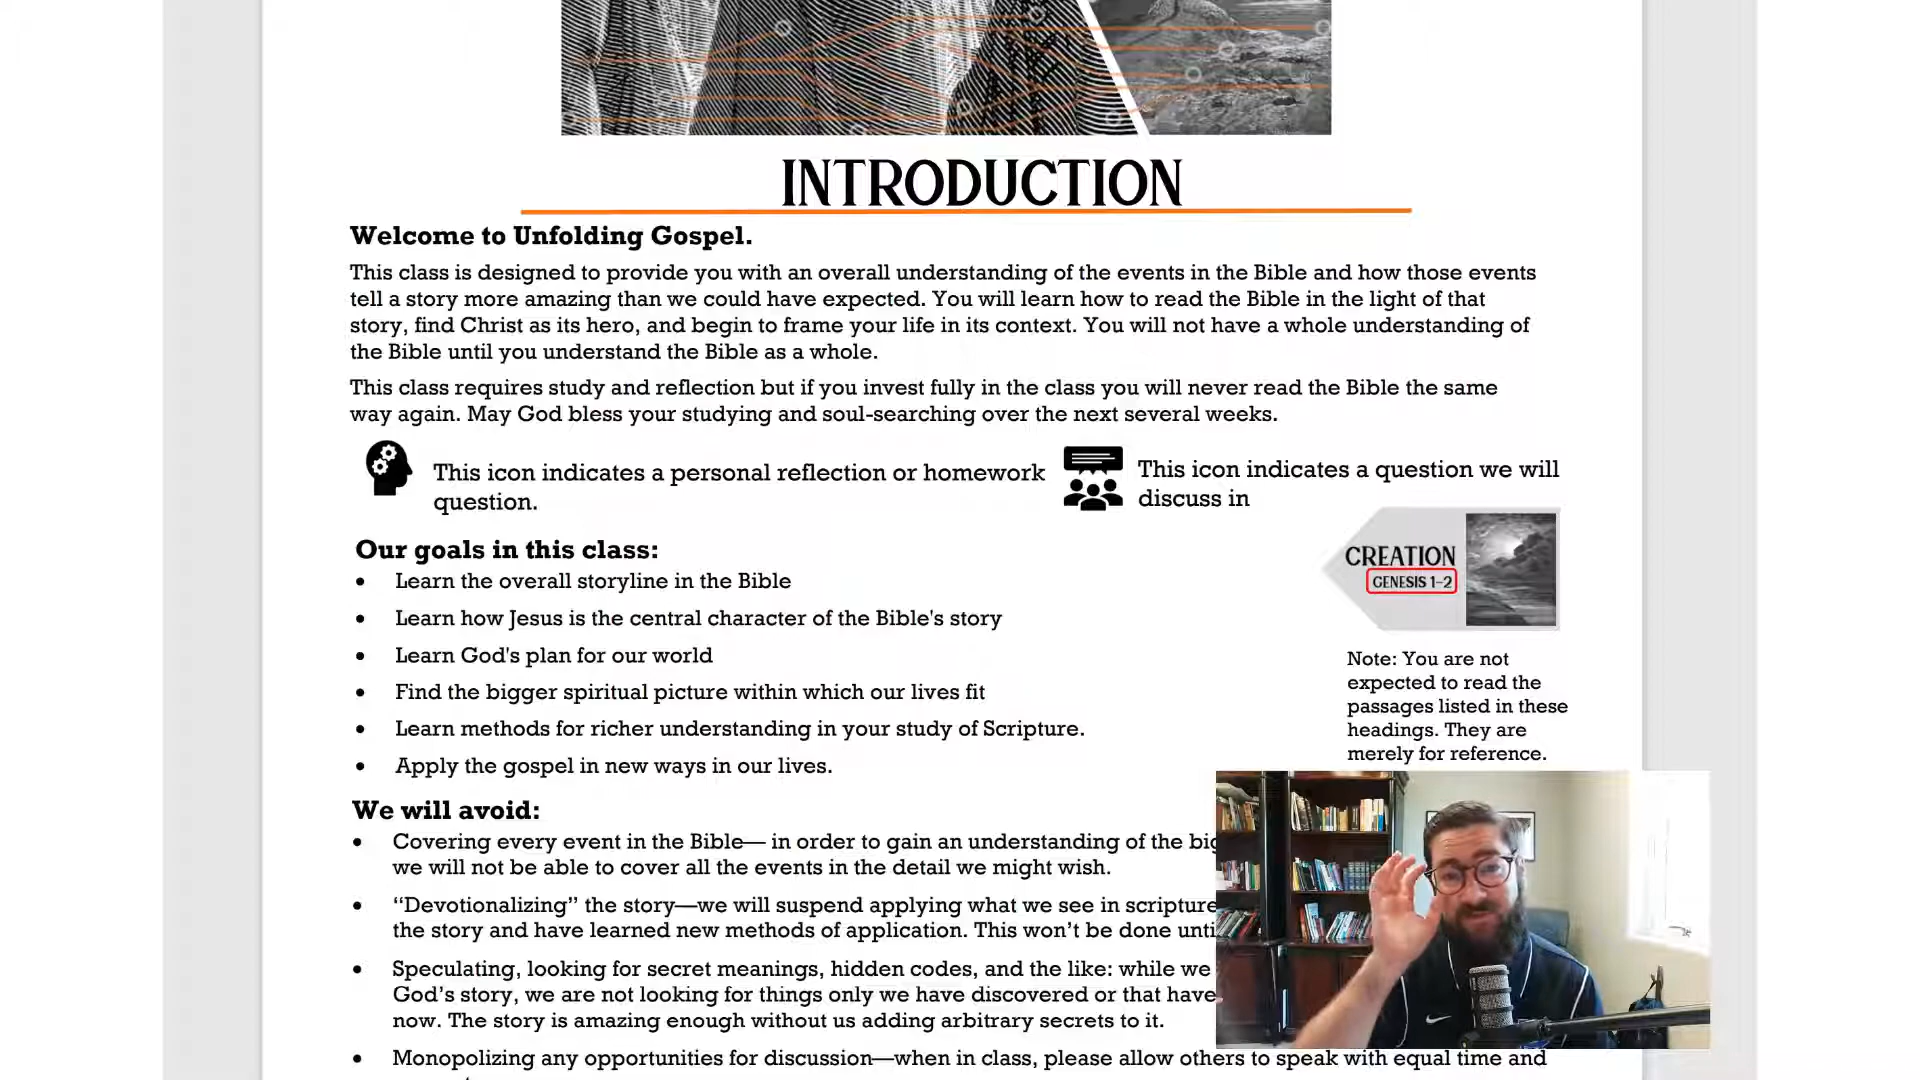 INTRODUCTION
Welcome to Unfolding Gospel.
This class is designed to provide you with an overall understanding of the events in the Bible and how those events
tell a story more amazing than we could have expected. You will learn how to read the Bible in the light of that
story, find Christ as its hero, and begin to frame your life in its context. You will not have a whole understanding of
the Bible until you understand the Bible as a whole.
This class requires study and reflection but if you invest fully in the class you will never read the Bible the same
way again. May God bless your studying and soul-searching over the next several weeks.
This icon indicates a personal reflection or homework
question.
This icon indicates a question we will
discuss in
Our goals in this class:
• Learn the overall storyline in the Bible
• Learn how Jesus is the central character of the Bible's story
• Learn God's plan for our world
• Find the bigger spiritual picture within which our lives fit
• Learn methods for richer understanding in your study of Scripture.
• Apply the gospel in new ways in our lives.
CREATION
GENESIS 1–2
Note: You are not
expected to read the
passages listed in these
headings. They are
merely for reference.
We will avoid:
• Covering every event in the Bible— in order to gain an understanding of the
we will not be able to cover all the events in the detail we might wish.
• “Devotionalizing” the story—we will suspend applying what we see in scripture
the story and have learned new methods of application. This won’t be done
• Speculating, looking for secret meanings, hidden codes, and the like: while we
God’s story, we are not looking for things only we have discovered or that have
now. The story is amazing enough without us adding arbitrary secrets to it.
• Monopolizing any opportunities for discussion—when in class, please allow others to speak with equal time and